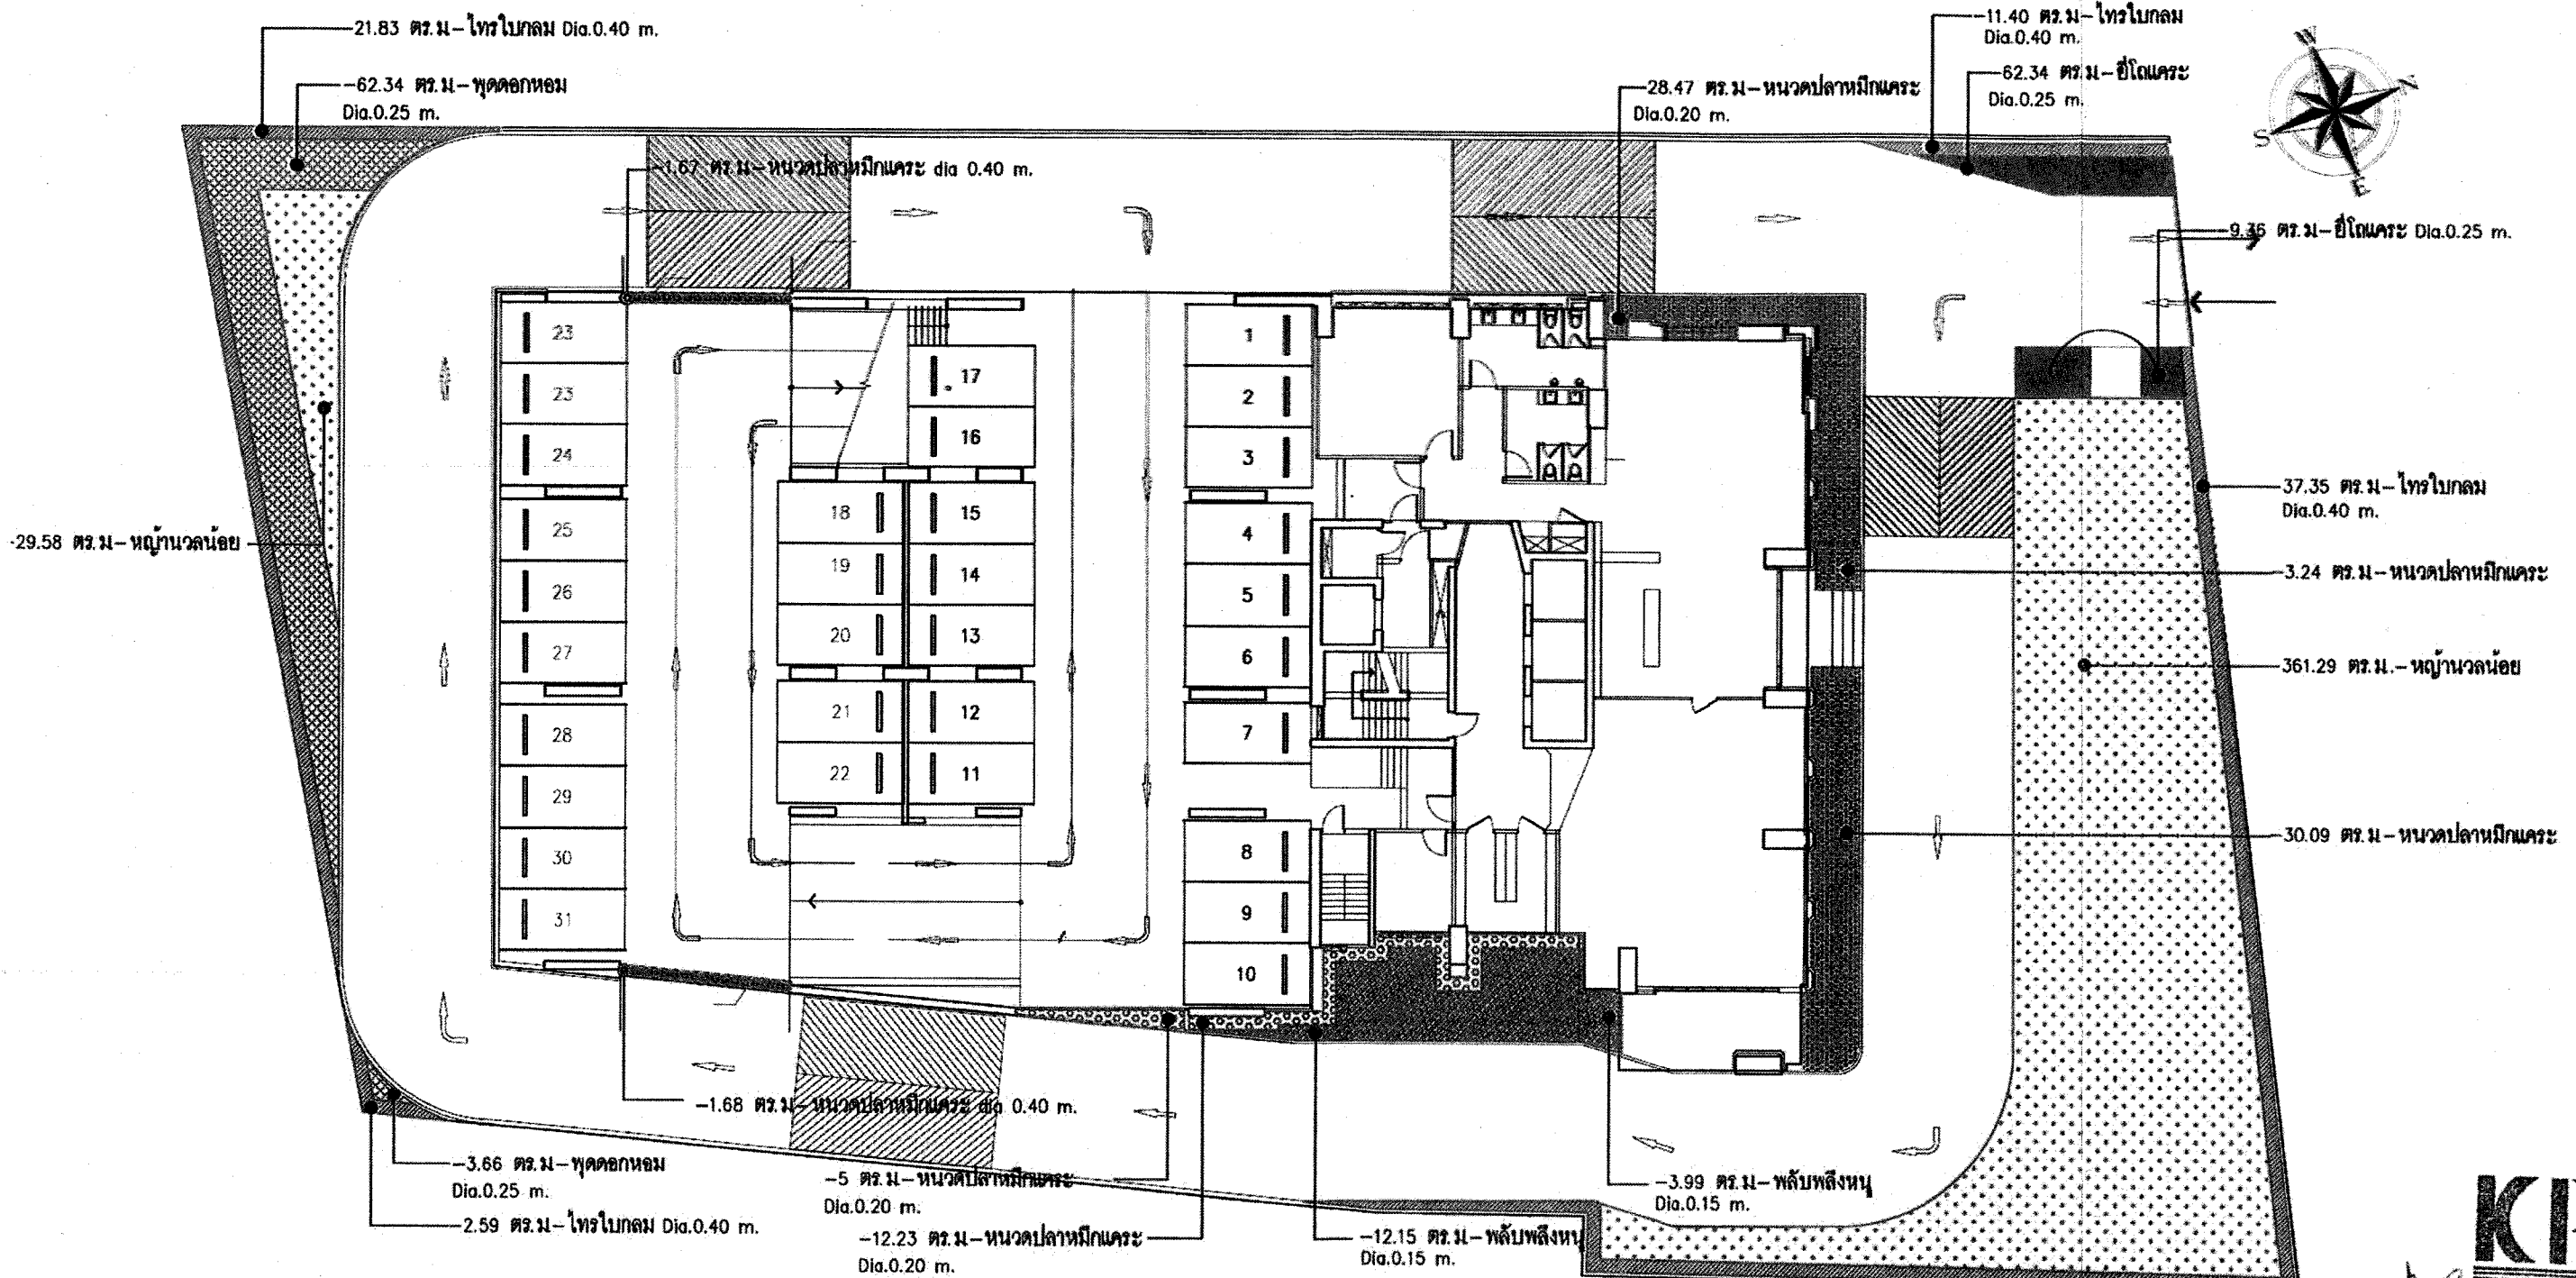 21.83 ตร.ม-ไทรใบกลม Dia.0.40 m.
-62.34 ตร.ม-พุดดอกหอม
Dia.0.25 m.
-1.67 ตร.ม-หนวดปลาหมึกแคระ dia 0.40 m.
-28.47 ตร.ม-หนวดปลาหมึกแคระ
Dia.0.20 m.
-11.40 ตร.ม-ไทรใบกลม
Dia.0.40 m.
-62.34 ตร.ม-ยี่โถแคระ
Dia.0.25 m.
W
N
S
E
-9.36 ตร.ม-ยี่โถแคระ Dia.0.25 m.
37.35 ตร.ม-ไทรใบกลม
Dia.0.40 m.
-3.24 ตร.ม-หนวดปลาหมึกแคระ
361.29 ตร.ม.-หญ้านวลน้อย
-30.09 ตร.ม-หนวดปลาหมึกแคระ
-29.58 ตร.ม-หญ้านวลน้อย
23
23
24
25
26
27
28
29
30
31
18
19
20
21
22
17
16
15
14
13
12
11
1
2
3
4
5
6
7
8
9
10
-1.68 ตร.ม-หนวดปลาหมึกแคระ dia 0.40 m.
-3.66 ตร.ม-พุดดอกหอม
Dia.0.25 m.
-2.59 ตร.ม-ไทรใบกลม Dia.0.40 m.
-5 ตร.ม-หนวดปลาหมึกแคระ
Dia.0.20 m.
-12.23 ตร.ม-หนวดปลาหมึกแคระ
Dia.0.20 m.
-12.15 ตร.ม-พลับพลึงหนู
Dia.0.15 m.
-3.99 ตร.ม-พลับพลึงหนู
Dia.0.15 m.